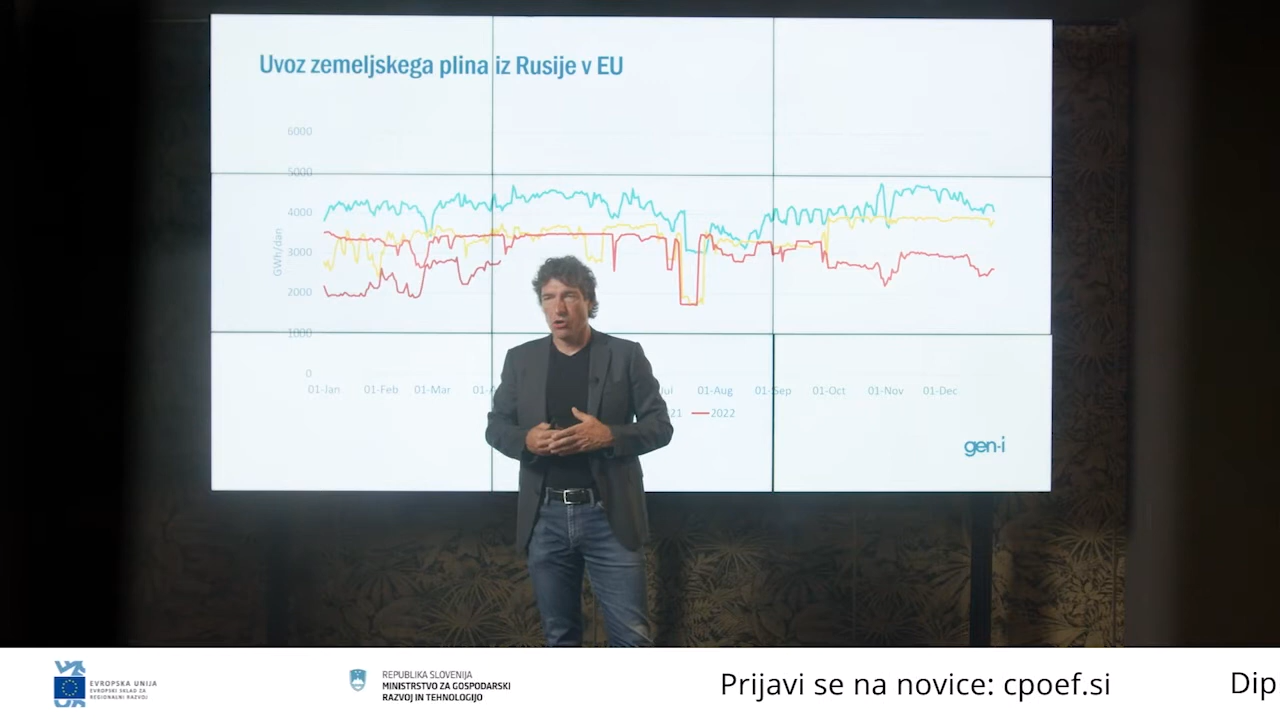 Uvoz zemeljskega plina iz Rusije v EU
6000
5000
4000
3000
2000
1000
0
GWh/dan
01-Jan 01-Feb 01-Mar 01-Aug 01-Sep 01-Oct 01-Nov 01-Dec
21 2022
gen-i
EVROPSKA UNIJA
EVROPSKI SKLAD ZA
REGIONALNI RAZVOJ
REPUBLIKA SLOVENIJA
MINISTRSTVO ZA GOSPODARSKI
RAZVOJ IN TEHNOLOGIJO
Prijavi se na novice: cpoef.si
Dip